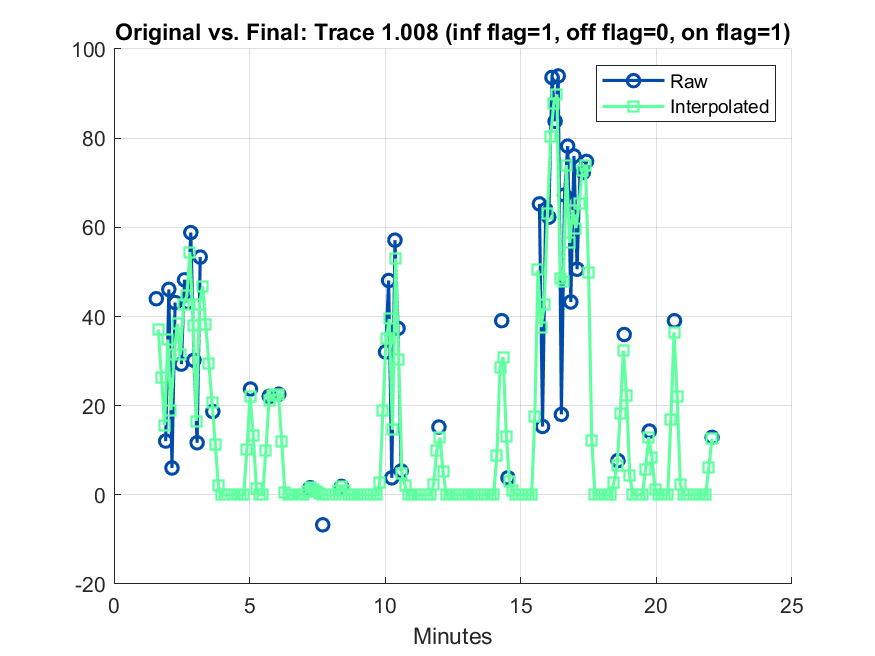 Original vs. Final: Trace 1.008 (inf flag=1, off flag=0, on flag=1)
100
80
60
40
20
0
-20
0 5 10 15 20 25
Minutes
Raw
Interpolated